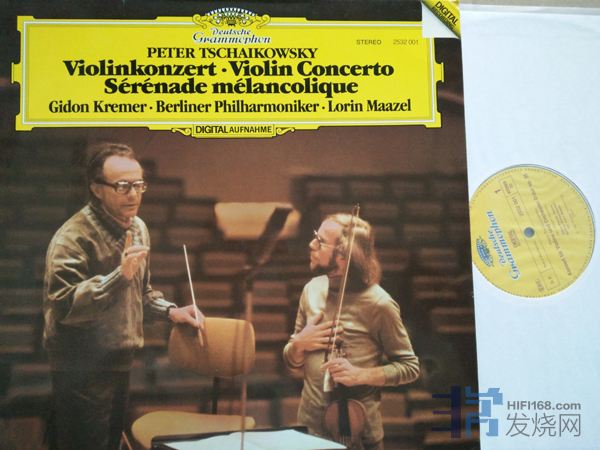 Deutsche
Grammophon
STEREO 2532 001
DIGITAL
PETER TSCHAIKOWSKY
Violinkonzert · Violin Concerto
Sérénade mélancolique
Gidon Kremer · Berliner Philharmoniker · Lorin Maazel
DIGITAL AUFNAHME
Deutsche
Grammophon
1
HIFI168.com
发烧网